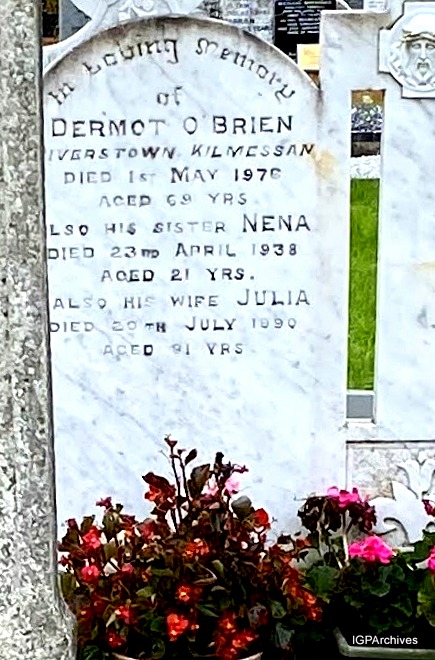 In Loving Memory
of
DERMOT O'BRIEN
IVERSTOWN, KILMESSAN
DIED 1ST MAY 1976
AGED 69 YRS.
LSO HIS SISTER NENA
DIED 23RD APRIL 1938
AGED 21 YRS.
ALSO HIS WIFE JULIA
DIED 20TH JULY 1990
AGED 91 YRS.
IGPArchives